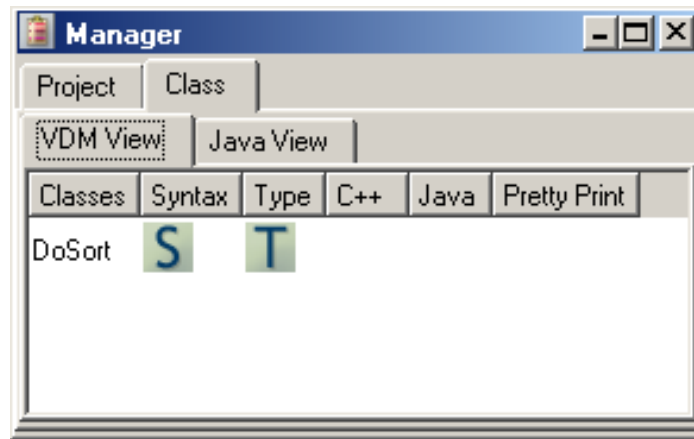 Manager
Project Class
VDM View Java View
Classes Syntax Type C++ Java Pretty Print
DoSort S T